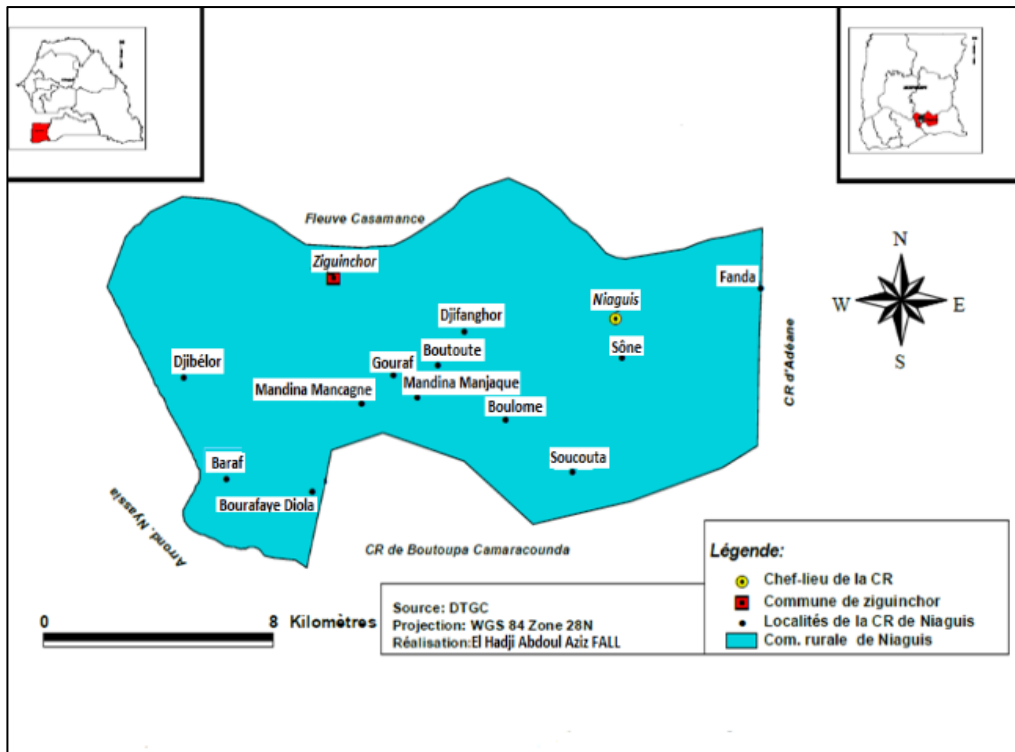 Fleuve Casamance
Ziguinchor
Fanda
Niaguis
Djifanghor
Sône
Boutoute
Gouraf
Djibélor
Mandina Manjaque
Mandina Mancagne
Boulome
Baraf
Soucouta
Bourafaye Diola
CR d'Adéane
Arrond. Nyassia
CR de Boutoupa Camaracounda
N
W
E
S
Légende:
Chef-lieu de la CR
Commune de ziguinchor
Localités de la CR de Niaguis
Com. rurale de Niaguis
Source: DTGC
Projection: WGS 84 Zone 28N
Réalisation:El Hadji Abdoul Aziz FALL
0 8 Kilomètres